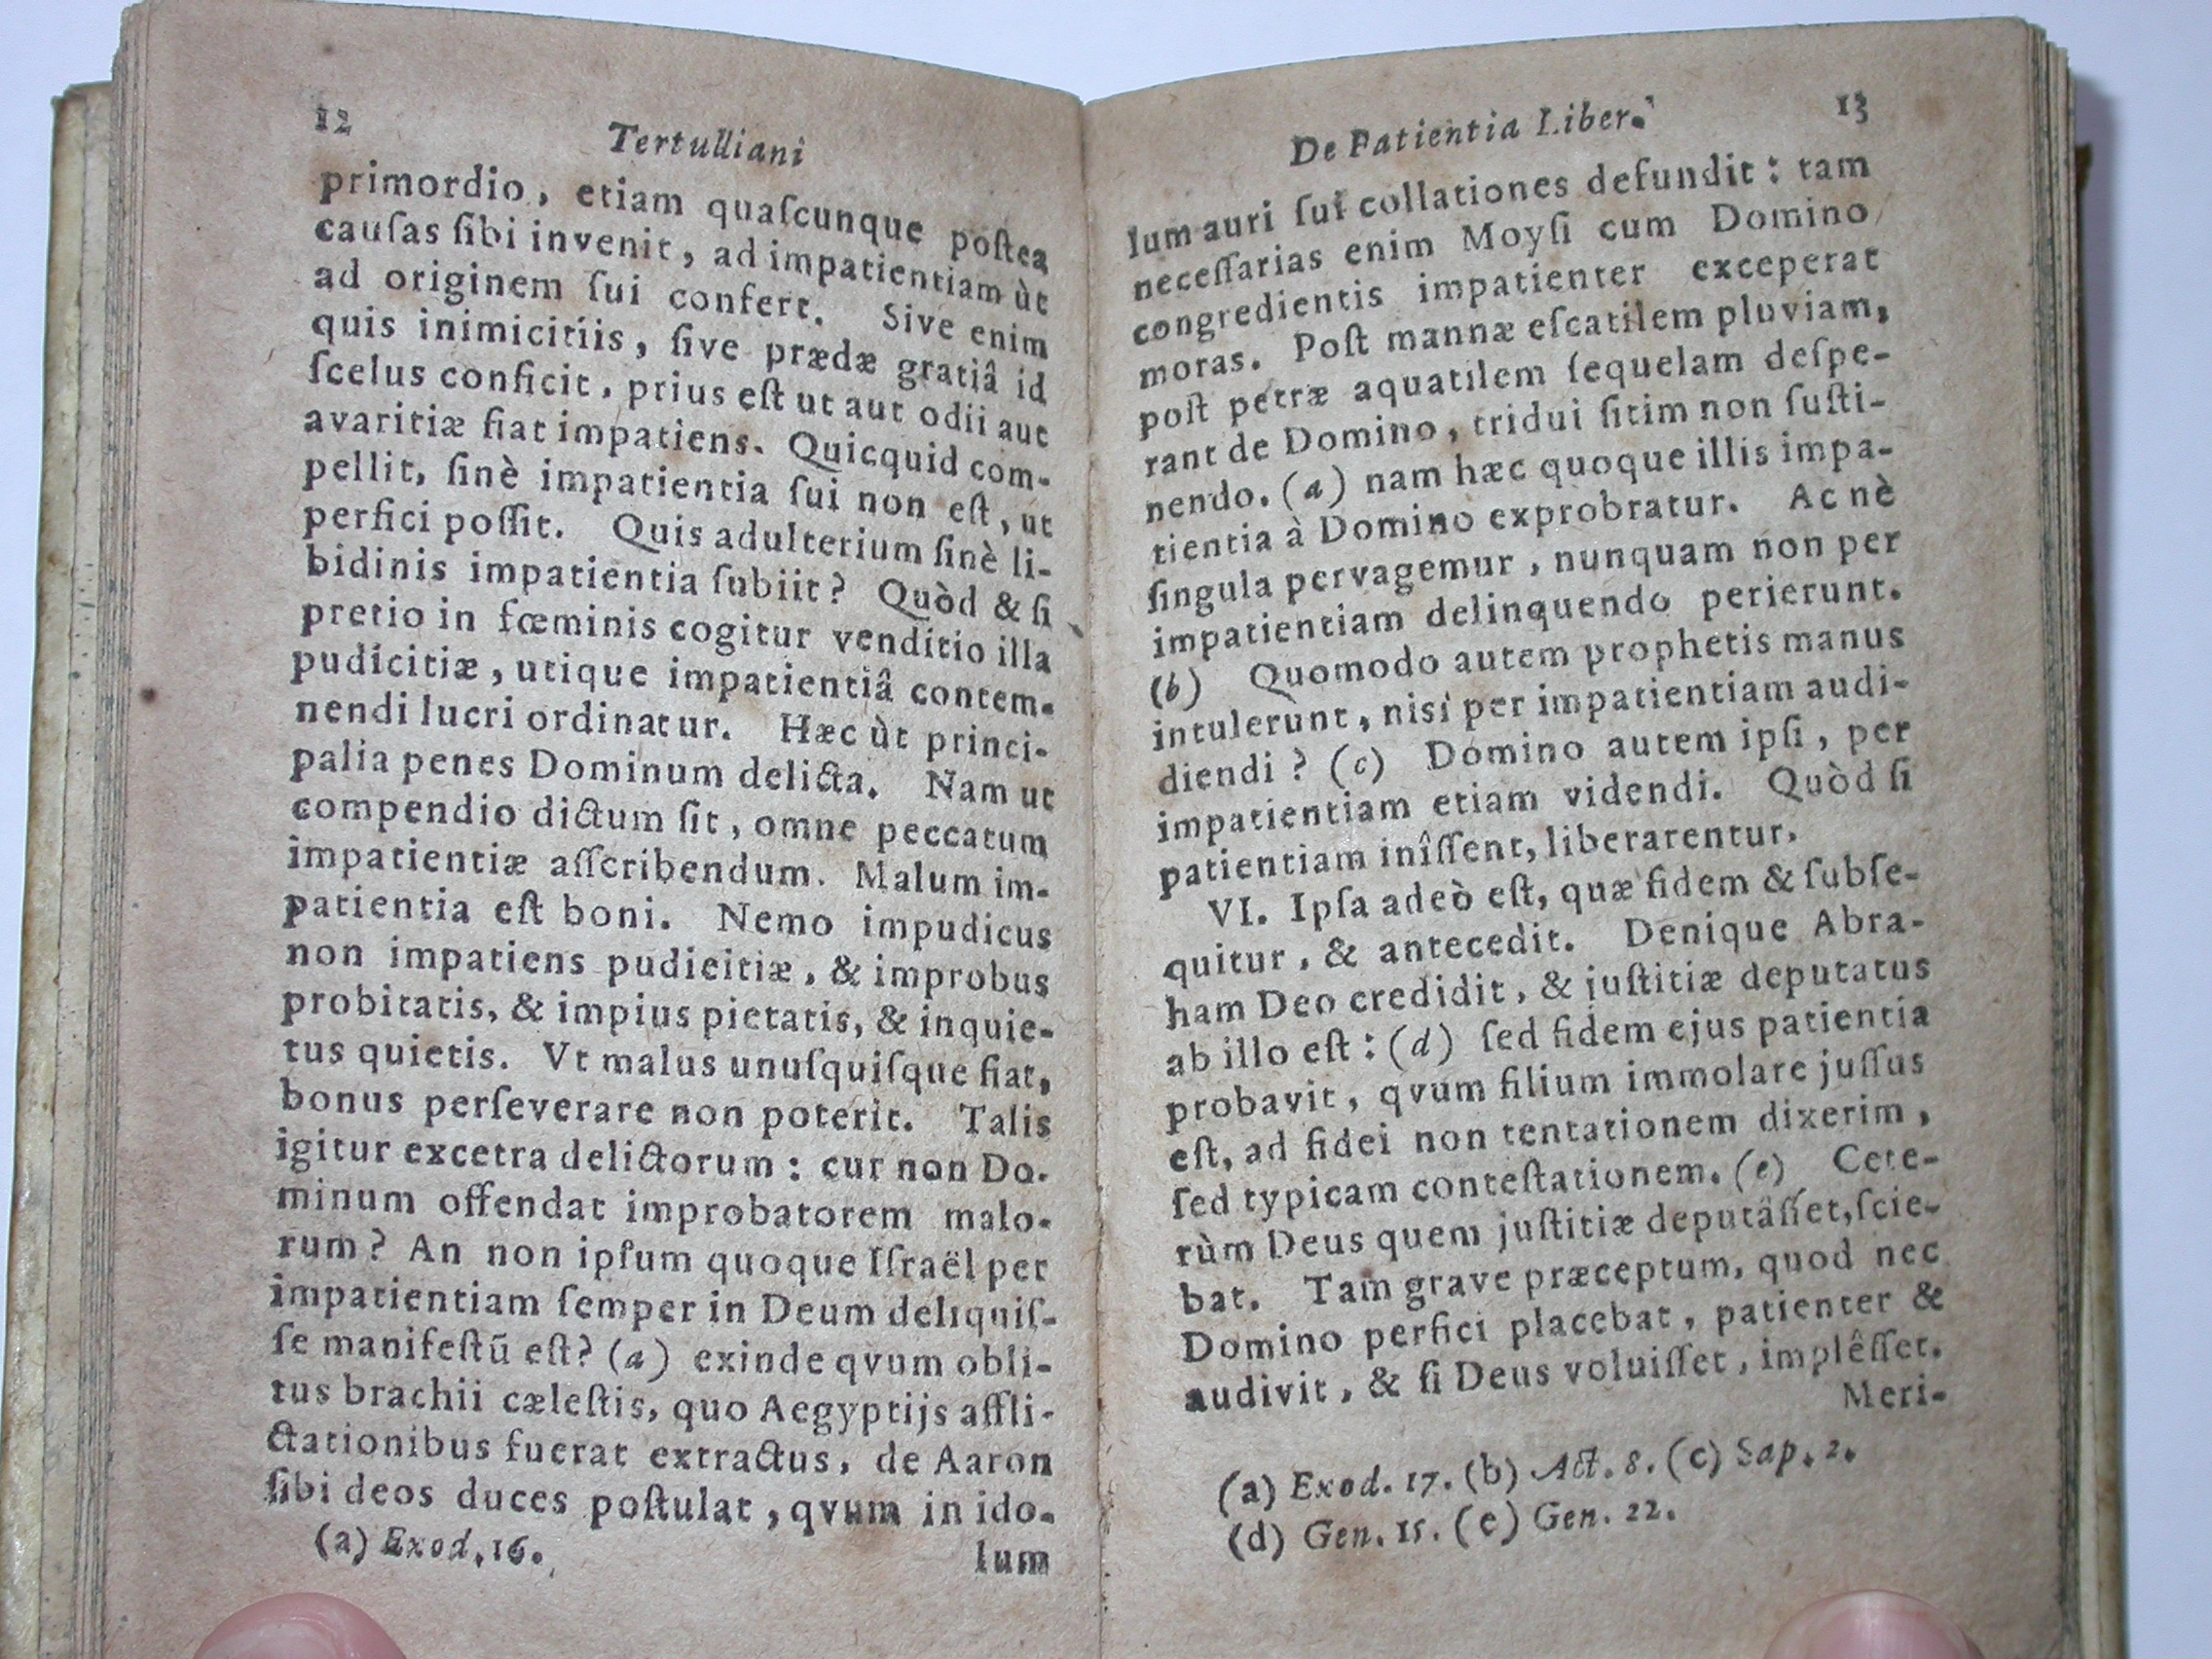 12
Tertulliani
primordio, etiam quaſcunque poſtea
cauſas ſibi invenit, ad impatientiam ùt
ad originem ſui confert. Sive enim
quis inimicitiis, ſive prædæ gratiâ id
ſcelus conficit, prius eſt ut aut odii aut
avaritiæ fiat impatiens. Quicquid com-
pellit, ſinè impatientia ſui non eſt, ut
perfici poſſit. Quis adulterium ſinè li-
bidinis impatientia ſubiit? Quòd & ſi
pretio in fœminis cogitur venditio illa
pudicitiæ, utique impatientiâ contem-
nendi lucri ordinatur. Hæc ùt princi-
palia penes Dominum delicta. Nam ut
compendio dictum ſit, omne peccatum
impatientiæ aſſcribendum. Malum im-
patientia eſt boni. Nemo impudicus
non impatiens pudicitiæ, & improbus
probitatis, & impius pietatis, & inquie-
tus quietis. Vt malus unuſquiſque fiat,
bonus perſeverare non poterit. Talis
igitur excetra delictorum: cur non Do-
minum offendat improbatorem malo-
rum? An non ipſum quoque Iſraël per
impatientiam ſemper in Deum deliquiſ-
ſe manifeſtū eſt? (a) exinde qvum obli-
tus brachii cæleſtis, quo Aegyptijs affli-
ctationibus fuerat extractus, de Aaron
ſibi deos duces poſtulat, qvum in ido-
(a) Exod. 16.
lum
De Patientia Liber.
13
lum auri ſui collationes defundit: tam
neceſſarias enim Moyſi cum Domino
congredientis impatienter exceperat
moras. Poſt mannæ eſcatilem pluviam,
poſt petræ aquatilem ſequelam deſpe-
rant de Domino, tridui ſitim non ſuſti-
nendo. (a) nam hæc quoque illis impa-
tientia à Domino exprobratur. Ac nè
ſingula pervagemur, nunquam non per
impatientiam delinquendo perierunt.
(b) Quomodo autem prophetis manus
intulerunt, nisi per impatientiam audi-
diendi? (c) Domino autem ipſi, per
impatientiam etiam videndi. Quòd ſi
patientiam inîſſent, liberarentur.
VI. Ipſa adeò eſt, quæ fidem & ſubſe-
quitur, & antecedit. Denique Abra-
ham Deo credidit, & juſtitiæ deputatus
ab illo eſt: (d) ſed fidem ejus patientia
probavit, qvum filium immolare juſſus
eſt, ad fidei non tentationem dixerim,
ſed typicam conteſtationem. (e) Cete-
rùm Deus quem juſtitiæ deputâſſet, ſcie-
bat. Tam grave præceptum, quod nec
Domino perfici placebat, patienter &
audivit, & ſi Deus voluiſſet, implêſſet.
Meri-
(a) Exod. 17. (b) Act. 8. (c) Sap. 2.
(d) Gen. 15. (e) Gen. 22.